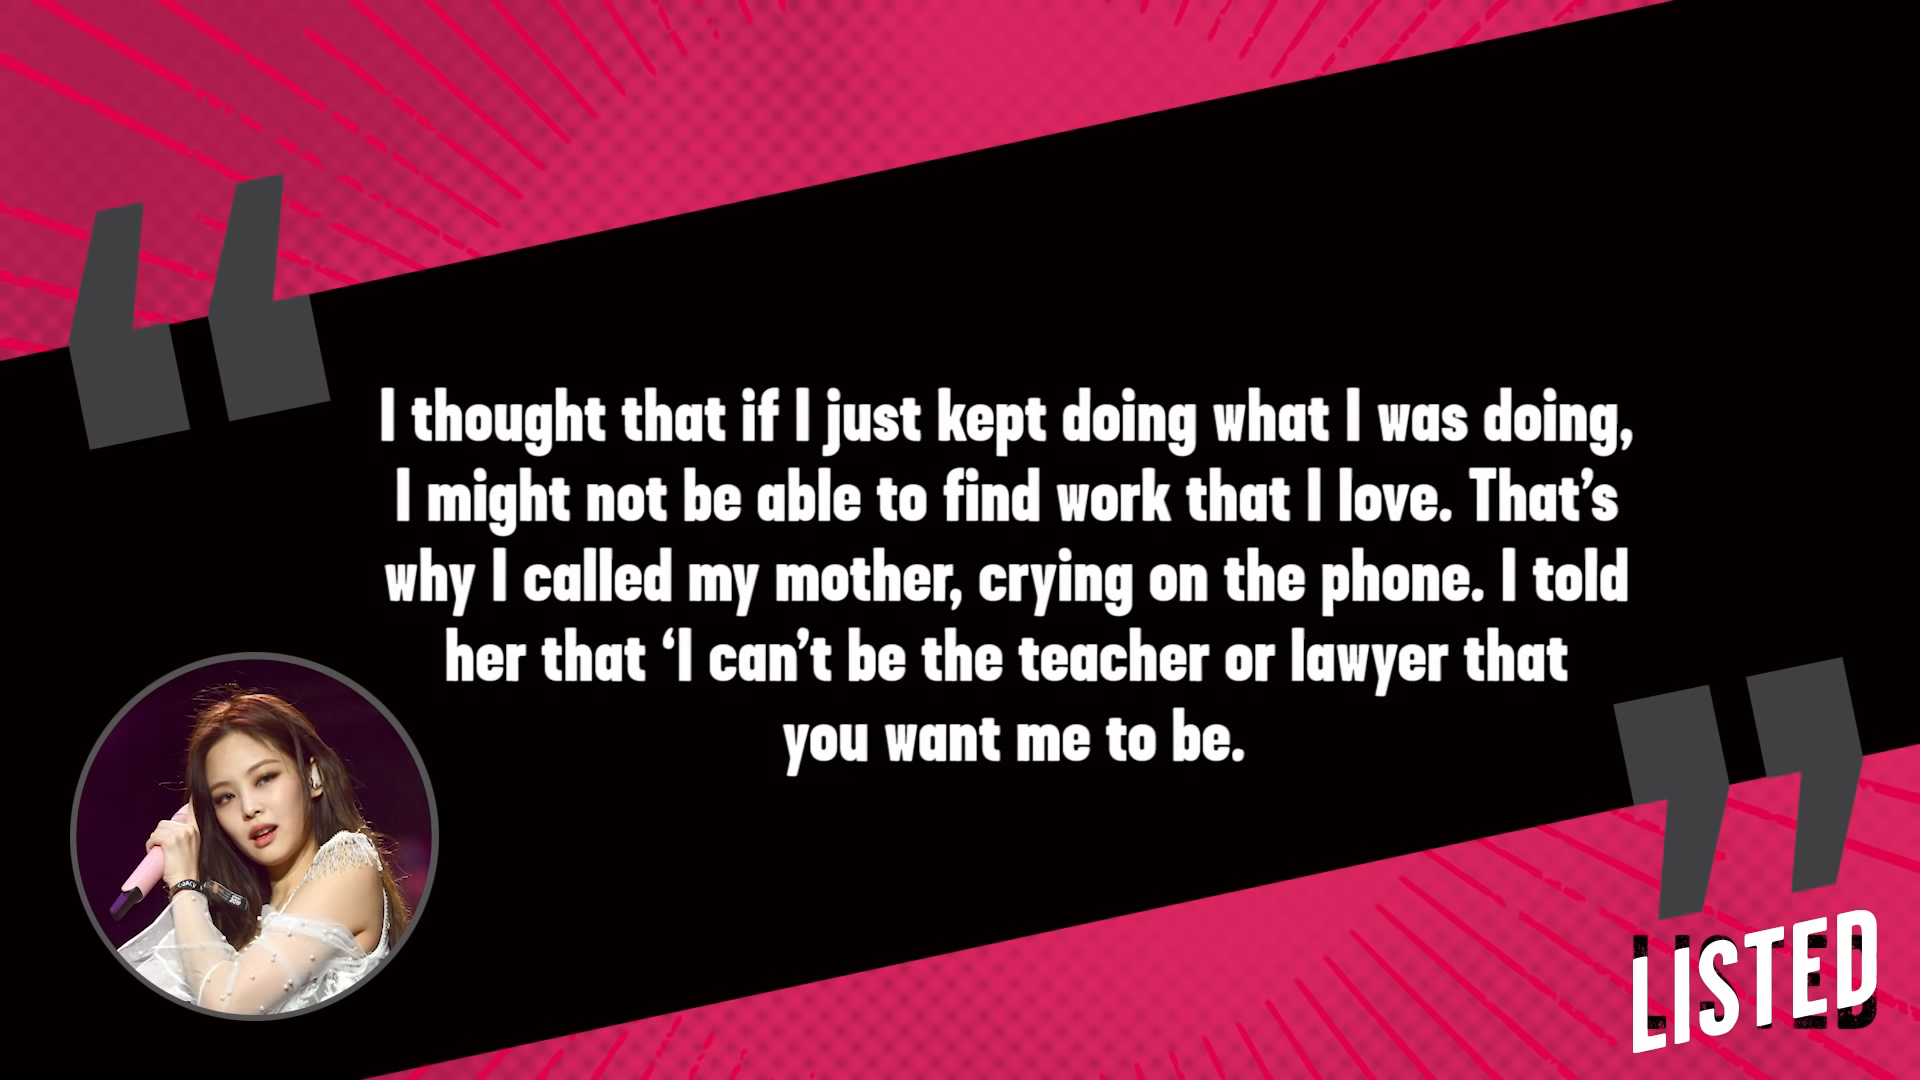 I thought that if I just kept doing what I was doing,
I might not be able to find work that I love. That’s
why I called my mother, crying on the phone. I told
her that ‘I can’t be the teacher or lawyer that
you want me to be.
LISTED